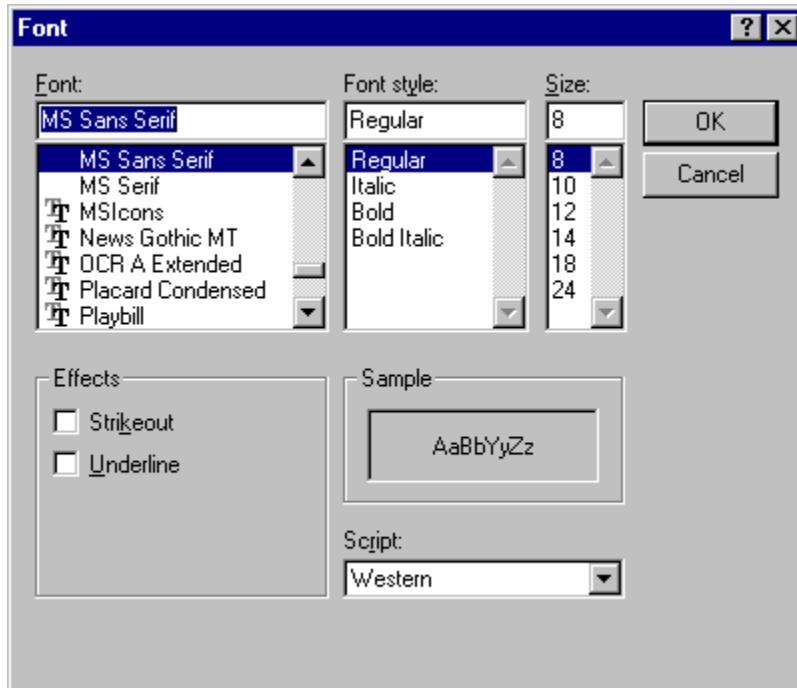 Font
Font:
Font style:
Size:
MS Sans Serif
Regular
8
OK
Cancel
MS Sans Serif
MS Serif
MSIcons
News Gothic MT
OCR A Extended
Placard Condensed
Playbill
Regular
Italic
Bold
Bold Italic
8
10
12
14
18
24
Effects
Strikeout
Underline
Sample
AaBbYyZz
Script:
Western